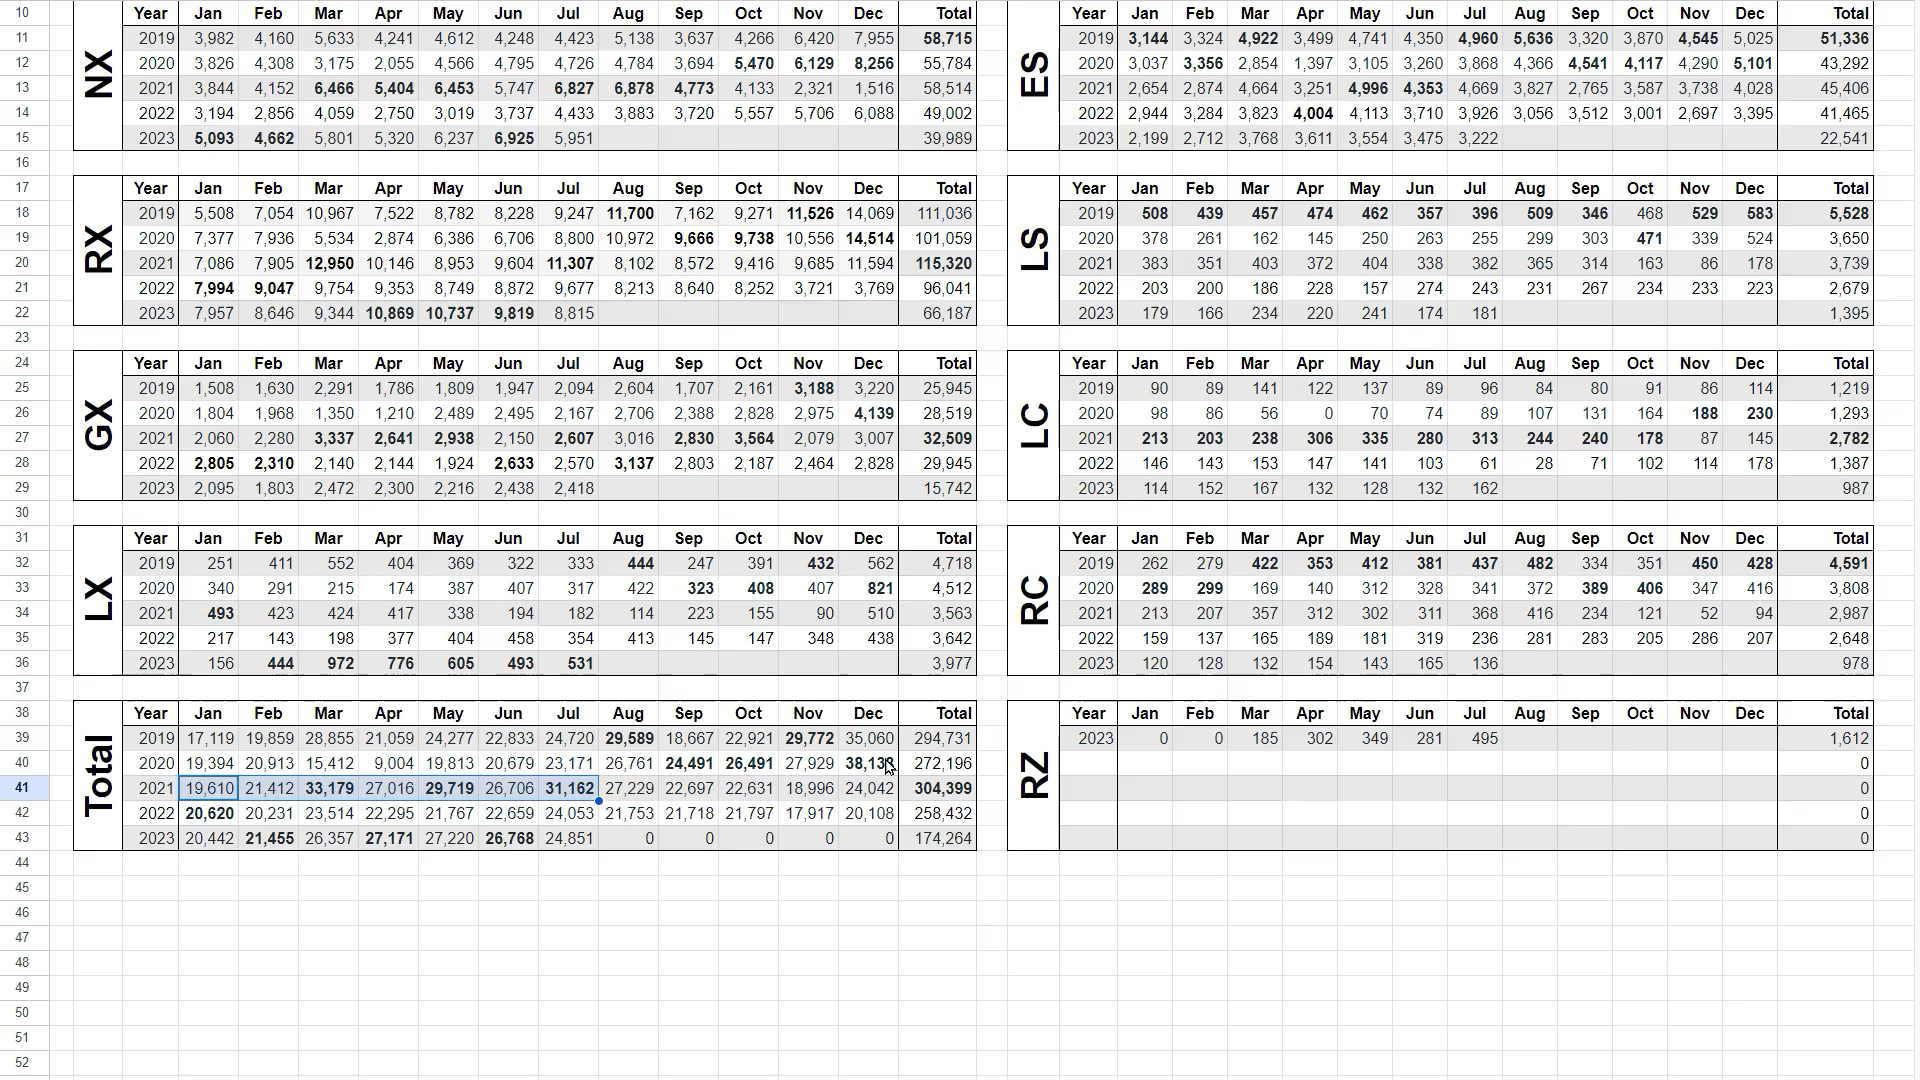 10 Year Jan Feb Mar Apr May Jun Jul Aug Sep Oct Nov Dec Total Year Jan Feb Mar Apr May Jun Jul Aug Sep Oct Nov Dec Total
11 2019 3,982 4,160 5,633 4,241 4,612 4,248 4,423 5,138 3,637 4,266 6,420 7,955 58,715 2019 3,144 3,324 4,922 3,499 4,741 4,350 4,960 5,636 3,320 3,870 4,545 5,025 51,336
12 2020 3,826 4,308 3,175 2,055 4,566 4,795 4,726 4,784 3,694 5,470 6,129 8,256 55,784 2020 3,037 3,356 2,854 1,397 3,105 3,260 3,868 4,366 4,541 4,117 4,290 5,101 43,292
NX ES
13 2021 3,844 4,152 6,466 5,404 6,453 5,747 6,827 6,878 4,773 4,133 2,321 1,516 58,514 2021 2,654 2,874 4,664 3,251 4,996 4,353 4,669 3,827 2,765 3,587 3,738 4,028 45,406
14 2022 3,194 2,856 4,059 2,750 3,019 3,737 4,433 3,883 3,720 5,557 5,706 6,088 49,002 2022 2,944 3,284 3,823 4,004 4,113 3,710 3,926 3,056 3,512 3,001 2,697 3,395 41,465
15 2023 5,093 4,662 5,801 5,320 6,237 6,925 5,951 39,989 2023 2,199 2,712 3,768 3,611 3,554 3,475 3,222 22,541
16
17 Year Jan Feb Mar Apr May Jun Jul Aug Sep Oct Nov Dec Total Year Jan Feb Mar Apr May Jun Jul Aug Sep Oct Nov Dec Total
18 2019 5,508 7,054 10,967 7,522 8,782 8,228 9,247 11,700 7,162 9,271 11,526 14,069 111,036 2019 508 439 457 474 462 357 396 509 346 468 529 583 5,528
19 2020 7,377 7,936 5,534 2,874 6,386 6,706 8,800 10,972 9,666 9,738 10,556 14,514 101,059 2020 378 261 162 145 250 263 255 299 303 471 339 524 3,650
RX LS
20 2021 7,086 7,905 12,950 10,146 8,953 9,604 11,307 8,102 8,572 9,416 9,685 11,594 115,320 2021 383 351 403 372 404 338 382 365 314 163 86 178 3,739
21 2022 7,994 9,047 9,754 9,353 8,749 8,872 9,677 8,213 8,640 8,252 3,721 3,769 96,041 2022 203 200 186 228 157 274 243 231 267 234 233 223 2,679
22 2023 7,957 8,646 9,344 10,869 10,737 9,819 8,815 66,187 2023 179 166 234 220 241 174 181 1,395
23
24 Year Jan Feb Mar Apr May Jun Jul Aug Sep Oct Nov Dec Total Year Jan Feb Mar Apr May Jun Jul Aug Sep Oct Nov Dec Total
25 2019 1,508 1,630 2,291 1,786 1,809 1,947 2,094 2,604 1,707 2,161 3,188 3,220 25,945 2019 90 89 141 122 137 89 96 84 80 91 86 114 1,219
26 2020 1,804 1,968 1,350 1,210 2,489 2,495 2,167 2,706 2,388 2,828 2,975 4,139 28,519 2020 98 86 56 0 70 74 89 107 131 164 188 230 1,293
GX LC
27 2021 2,060 2,280 3,337 2,641 2,938 2,150 2,607 3,016 2,830 3,564 2,079 3,007 32,509 2021 213 203 238 306 335 280 313 244 240 178 87 145 2,782
28 2022 2,805 2,310 2,140 2,144 1,924 2,633 2,570 3,137 2,803 2,187 2,464 2,828 29,945 2022 146 143 153 147 141 103 61 28 71 102 114 178 1,387
29 2023 2,095 1,803 2,472 2,300 2,216 2,438 2,418 15,742 2023 114 152 167 132 128 132 162 987
30
31 Year Jan Feb Mar Apr May Jun Jul Aug Sep Oct Nov Dec Total Year Jan Feb Mar Apr May Jun Jul Aug Sep Oct Nov Dec Total
32 2019 251 411 552 404 369 322 333 444 247 391 432 562 4,718 2019 262 279 422 353 412 381 437 482 334 351 450 428 4,591
33 2020 340 291 215 174 387 407 317 422 323 408 407 821 4,512 2020 289 299 169 140 312 328 341 372 389 406 347 416 3,808
LX RC
34 2021 493 423 424 417 338 194 182 114 223 155 90 510 3,563 2021 213 207 357 312 302 311 368 416 234 121 52 94 2,987
35 2022 217 143 198 377 404 458 354 413 145 147 348 438 3,642 2022 159 137 165 189 181 319 236 281 283 205 286 207 2,648
36 2023 156 444 972 776 605 493 531 3,977 2023 120 128 132 154 143 165 136 978
37
38 Year Jan Feb Mar Apr May Jun Jul Aug Sep Oct Nov Dec Total Year Jan Feb Mar Apr May Jun Jul Aug Sep Oct Nov Dec Total
39 2019 17,119 19,859 28,855 21,059 24,277 22,833 24,720 29,589 18,667 22,921 29,772 35,060 294,731 2023 0 0 185 302 349 281 495 1,612
40 2020 19,394 20,913 15,412 9,004 19,813 20,679 23,171 26,761 24,491 26,491 27,929 272,196 0
Total RZ
41 2021 19,610 21,412 33,179 27,016 29,719 26,706 31,162 27,229 22,697 22,631 18,996 24,042 304,399 0
42 2022 20,620 20,231 23,514 22,295 21,767 22,659 24,053 21,753 21,718 21,797 17,917 20,108 258,432 0
43 2023 20,442 21,455 26,357 27,171 27,220 26,768 24,851 0 0 0 0 0 174,264 0
44
45
46
47
48
49
50
51
52